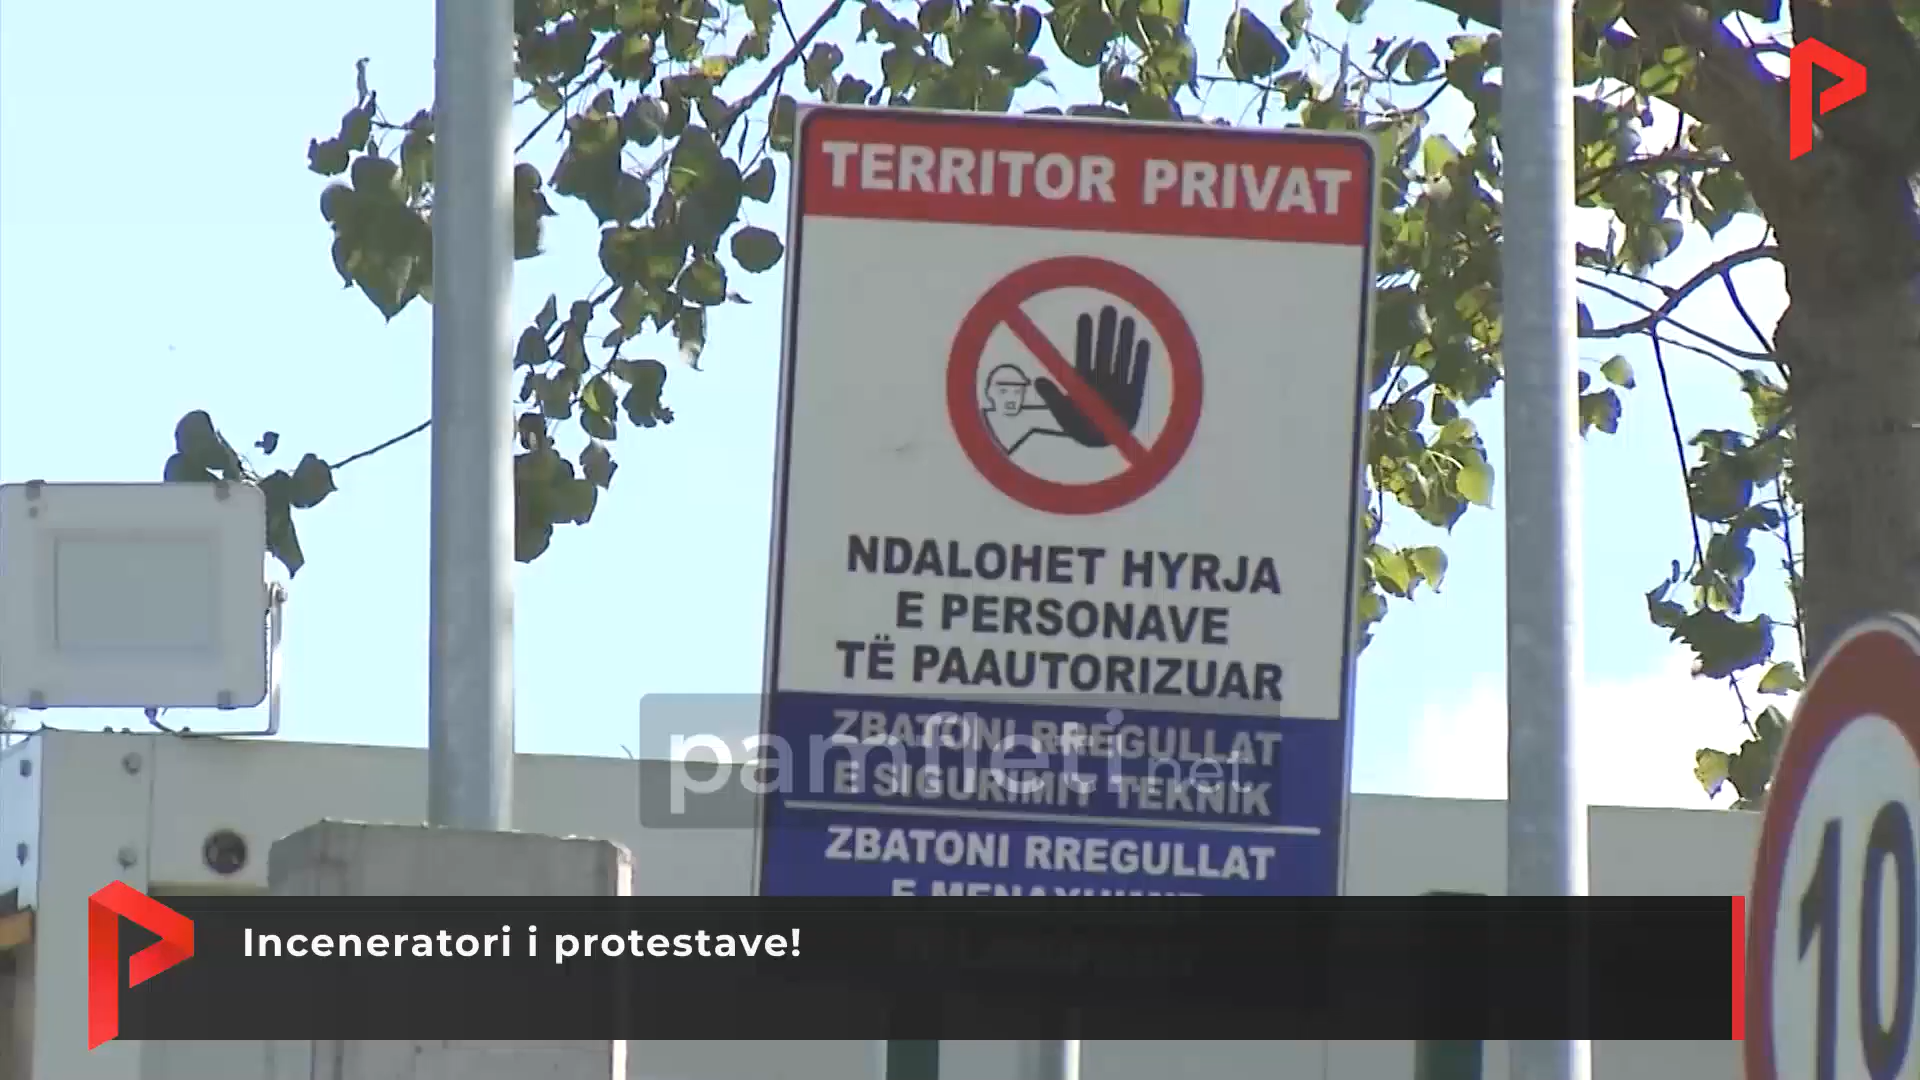 TERRITOR PRIVAT
NDALOHET HYRJA
E PERSONAVE
TË PAAUTORIZUAR
ZBATONI RREGULLAT
E SIGURIMIT TEKNIK
pamfleti.net
ZBATONI RREGULLAT
E
Inceneratori i protestave!
10